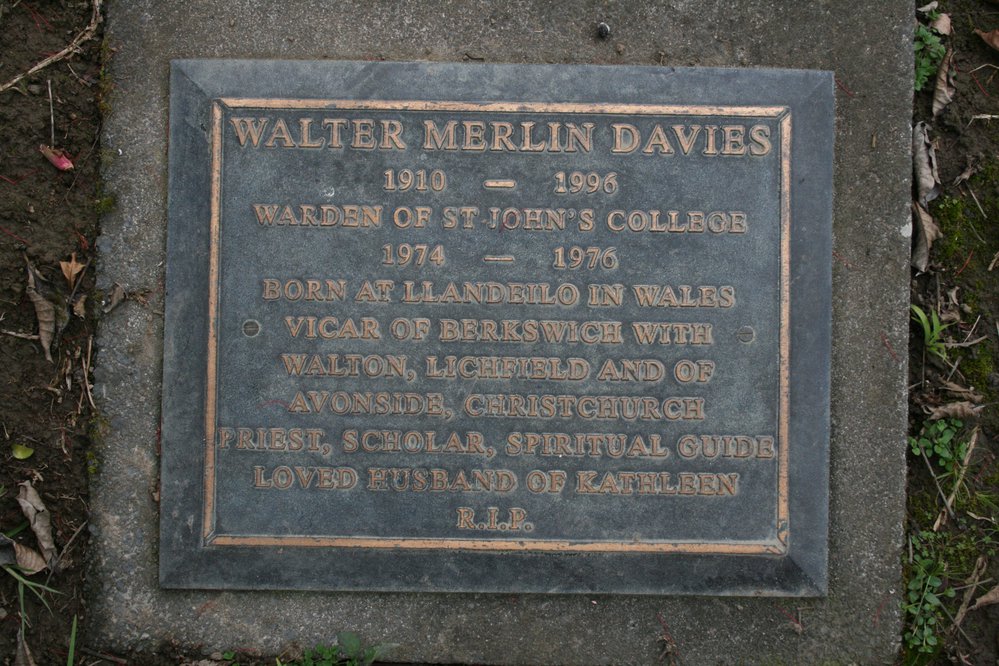 WALTER MERLIN DAVIES
1910 — 1996
WARDEN OF ST JOHN'S COLLEGE
1974 — 1976
BORN AT LLANDEILO IN WALES
VICAR OF BERKSWICH WITH
WALTON, LICHFIELD AND OF
AVONSIDE, CHRISTCHURCH
PRIEST, SCHOLAR, SPIRITUAL GUIDE
LOVED HUSBAND OF KATHLEEN
R.I.P.